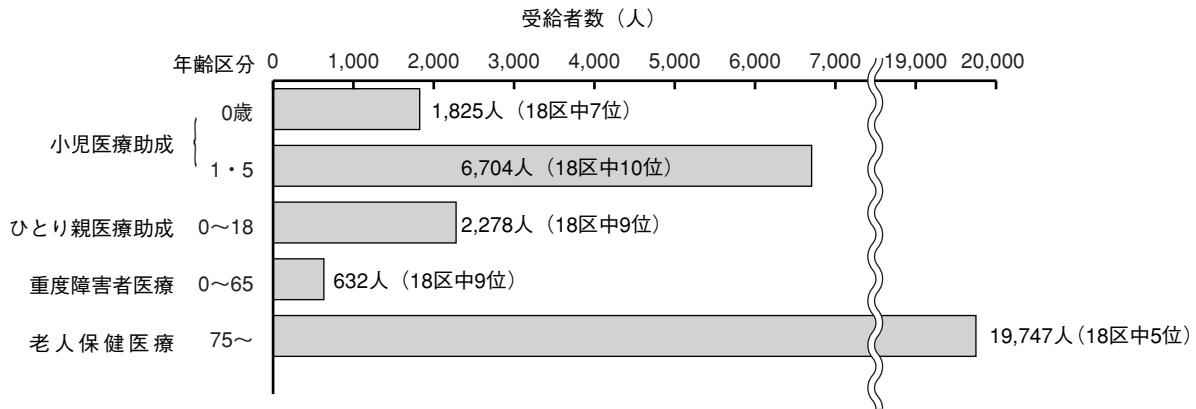 受給者数（人）
年齢区分 0 1,000 2,000 3,000 4,000 5,000 6,000 7,000 19,000 20,000
小児医療助成
0歳 1,825人（18区中7位）
1・5 6,704人（18区中10位）
ひとり親医療助成 0〜18 2,278人（18区中9位）
重度障害者医療 0〜65 632人（18区中9位）
老人保健医療 75〜 19,747人（18区中5位）